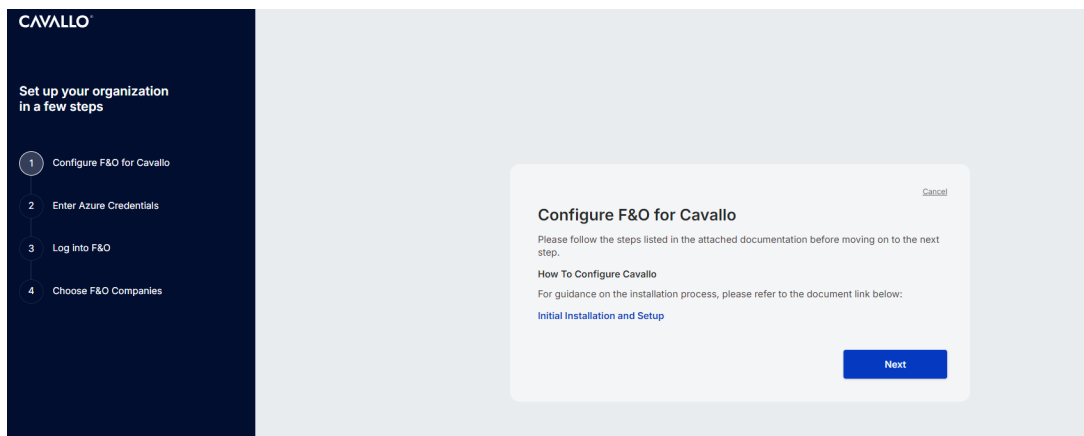 CAVALLO®
Set up your organization
in a few steps
1 Configure F&O for Cavallo
2 Enter Azure Credentials
3 Log into F&O
4 Choose F&O Companies
Cancel
Configure F&O for Cavallo
Please follow the steps listed in the attached documentation before moving on to the next
step.
How To Configure Cavallo
For guidance on the installation process, please refer to the document link below:
Initial Installation and Setup
Next